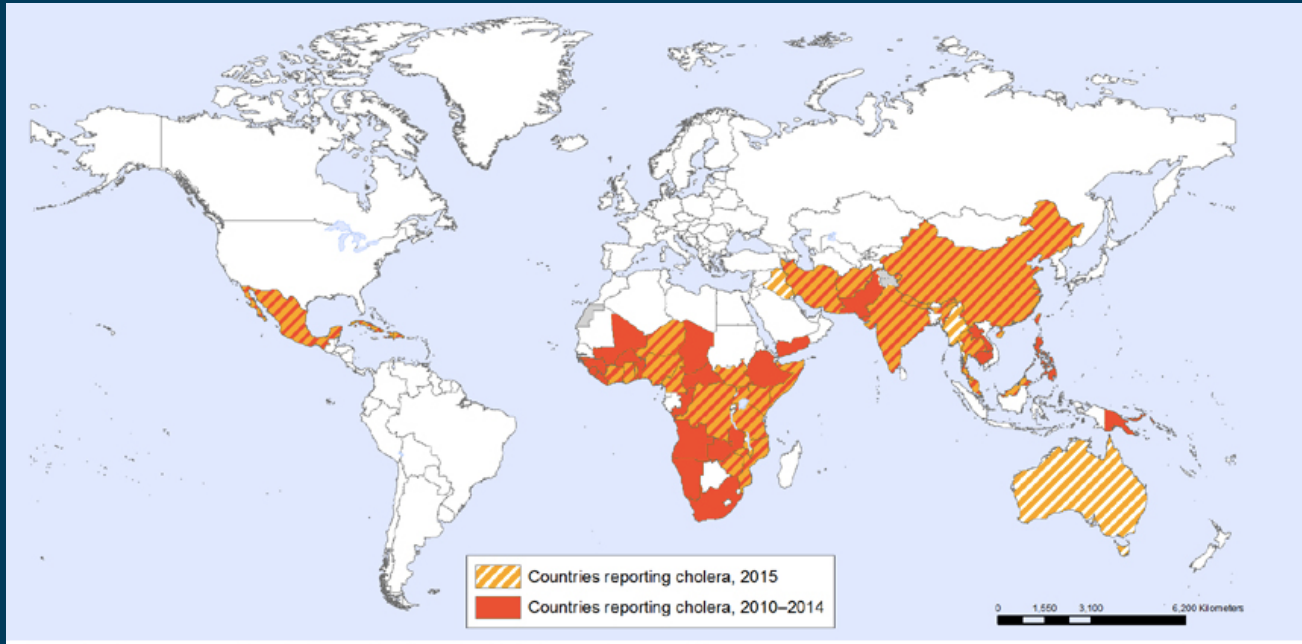 Countries reporting cholera, 2015
Countries reporting cholera, 2010–2014
0 1,550 3,100 6,200 Kilometers